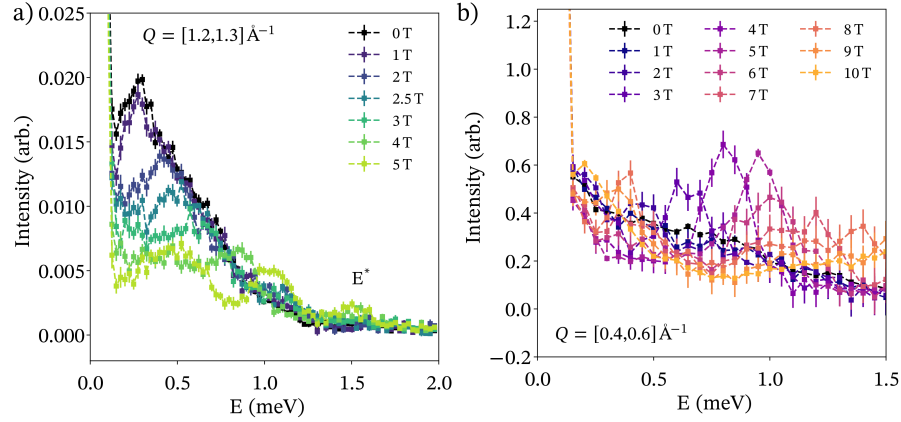 a)
Q = [1.2,1.3] Å⁻¹
0 T
1 T
2 T
2.5 T
3 T
4 T
5 T
E*
Intensity (arb.)
0.025
0.020
0.015
0.010
0.005
0.000
0.0 0.5 1.0 1.5 2.0
E (meV)
b)
0 T
1 T
2 T
3 T
4 T
5 T
6 T
7 T
8 T
9 T
10 T
Intensity (arb.)
1.2
1.0
0.8
0.6
0.4
0.2
0.0
−0.2
Q = [0.4,0.6] Å⁻¹
0.0 0.5 1.0 1.5
E (meV)